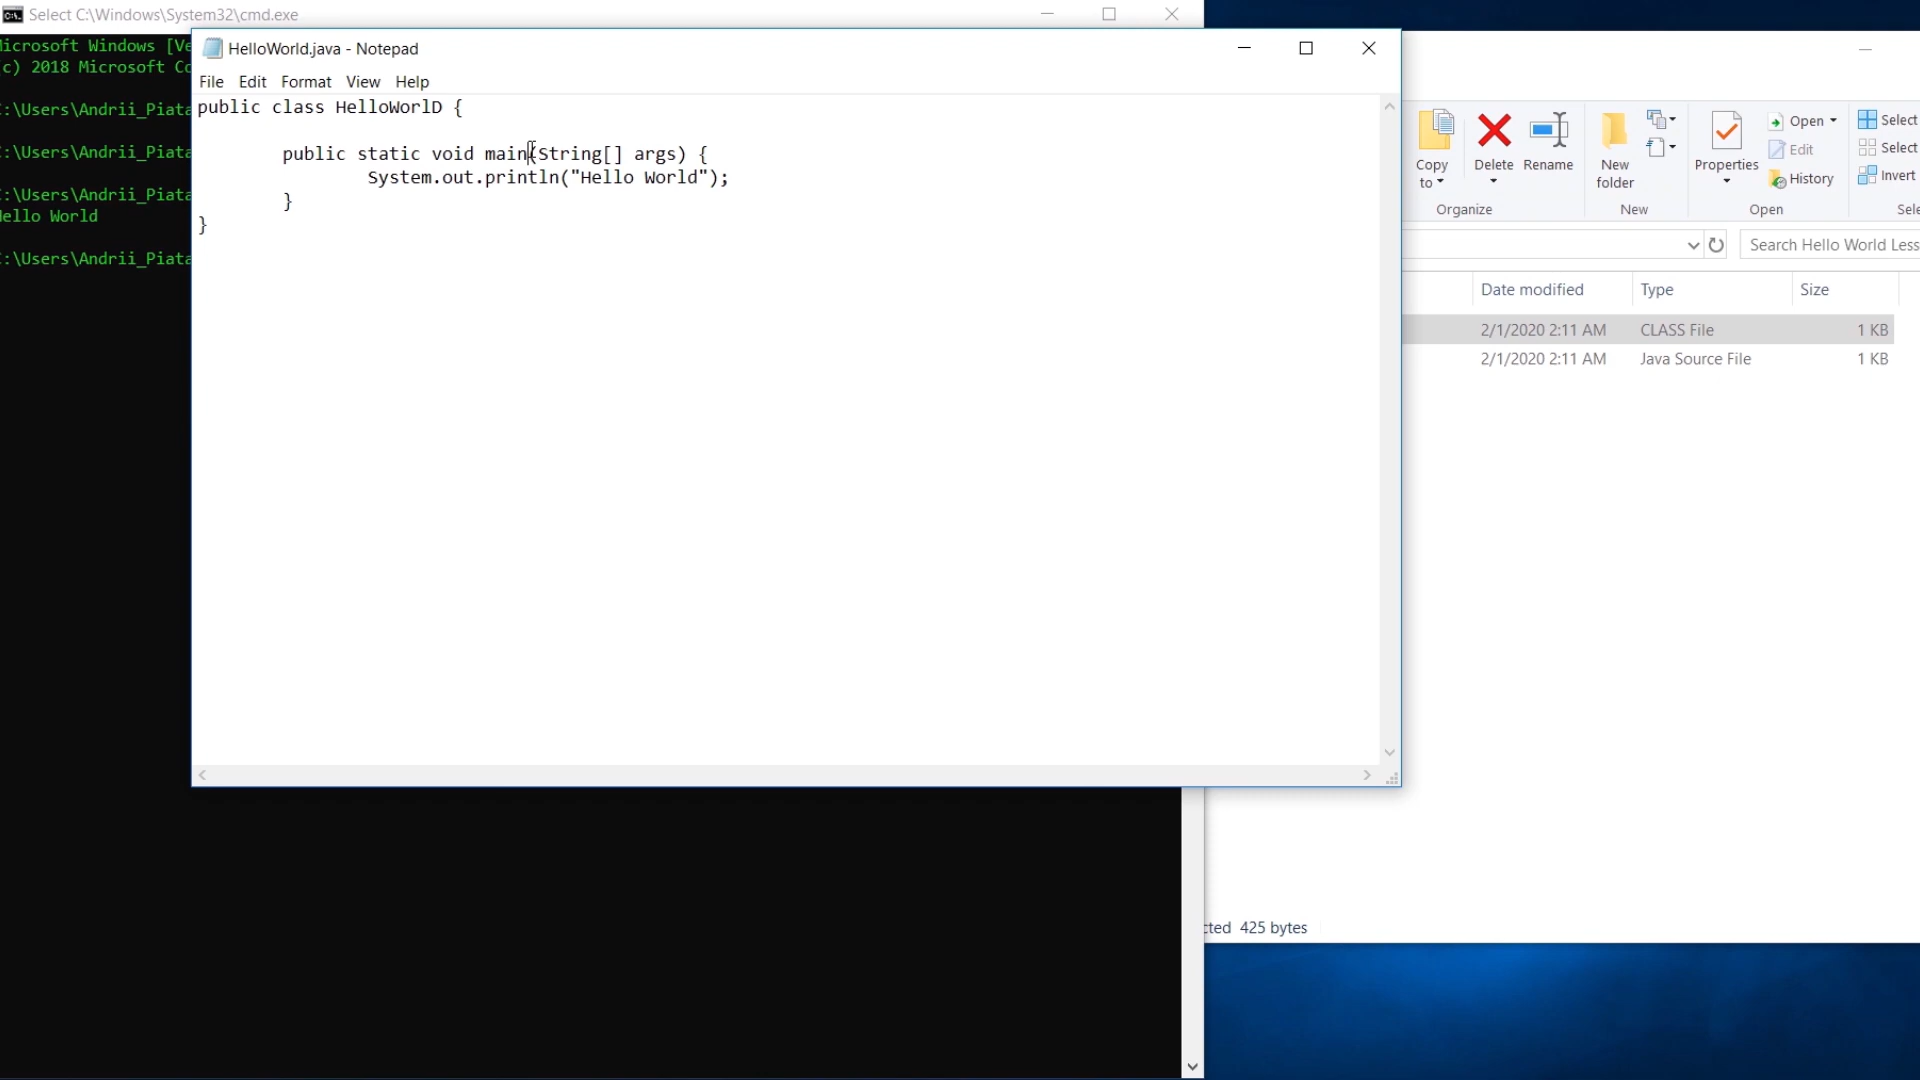 Select C:\Windows\System32\cmd.exe
Microsoft Windows [Ve
c) 2018 Microsoft Co
:\Users\Andrii_Piata
:\Users\Andrii_Piata
:\Users\Andrii_Piata
ello World
:\Users\Andrii_Piata
HelloWorld.java - Notepad
File Edit Format View Help
public class HelloWorlD {
public static void main(String[] args) {
System.out.println("Hello World");
}
}
Copy to
Delete
Rename
Organize
New folder
New
Properties
Open
Edit
History
Open
Select
Select
Invert
Sele
Search Hello World Less
Date modified Type Size
2/1/2020 2:11 AM CLASS File 1 KB
2/1/2020 2:11 AM Java Source File 1 KB
cted 425 bytes